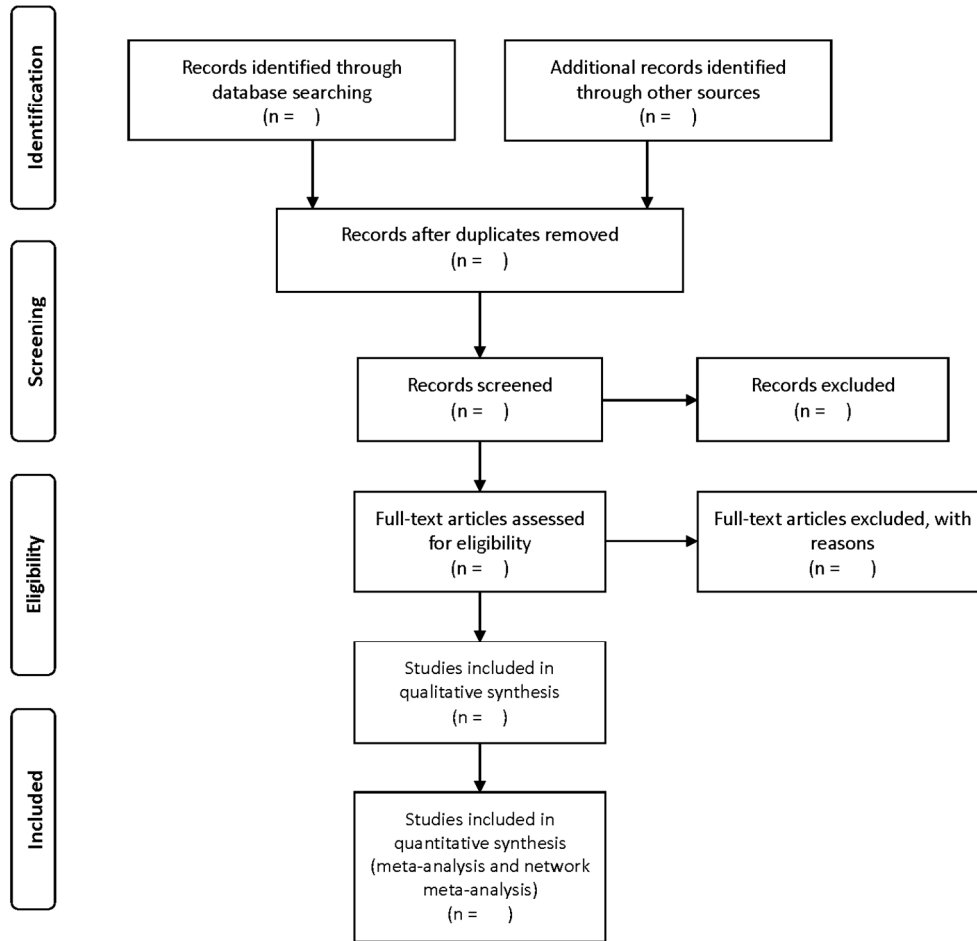 Identification
Records identified through
database searching
(n = )
Additional records identified
through other sources
(n = )
Records after duplicates removed
(n = )
Screening
Records screened
(n = )
Records excluded
(n = )
Eligibility
Full-text articles assessed
for eligibility
(n = )
Full-text articles excluded, with
reasons
(n = )
Studies included in
qualitative synthesis
(n = )
Included
Studies included in
quantitative synthesis
(meta-analysis and network
meta-analysis)
(n = )